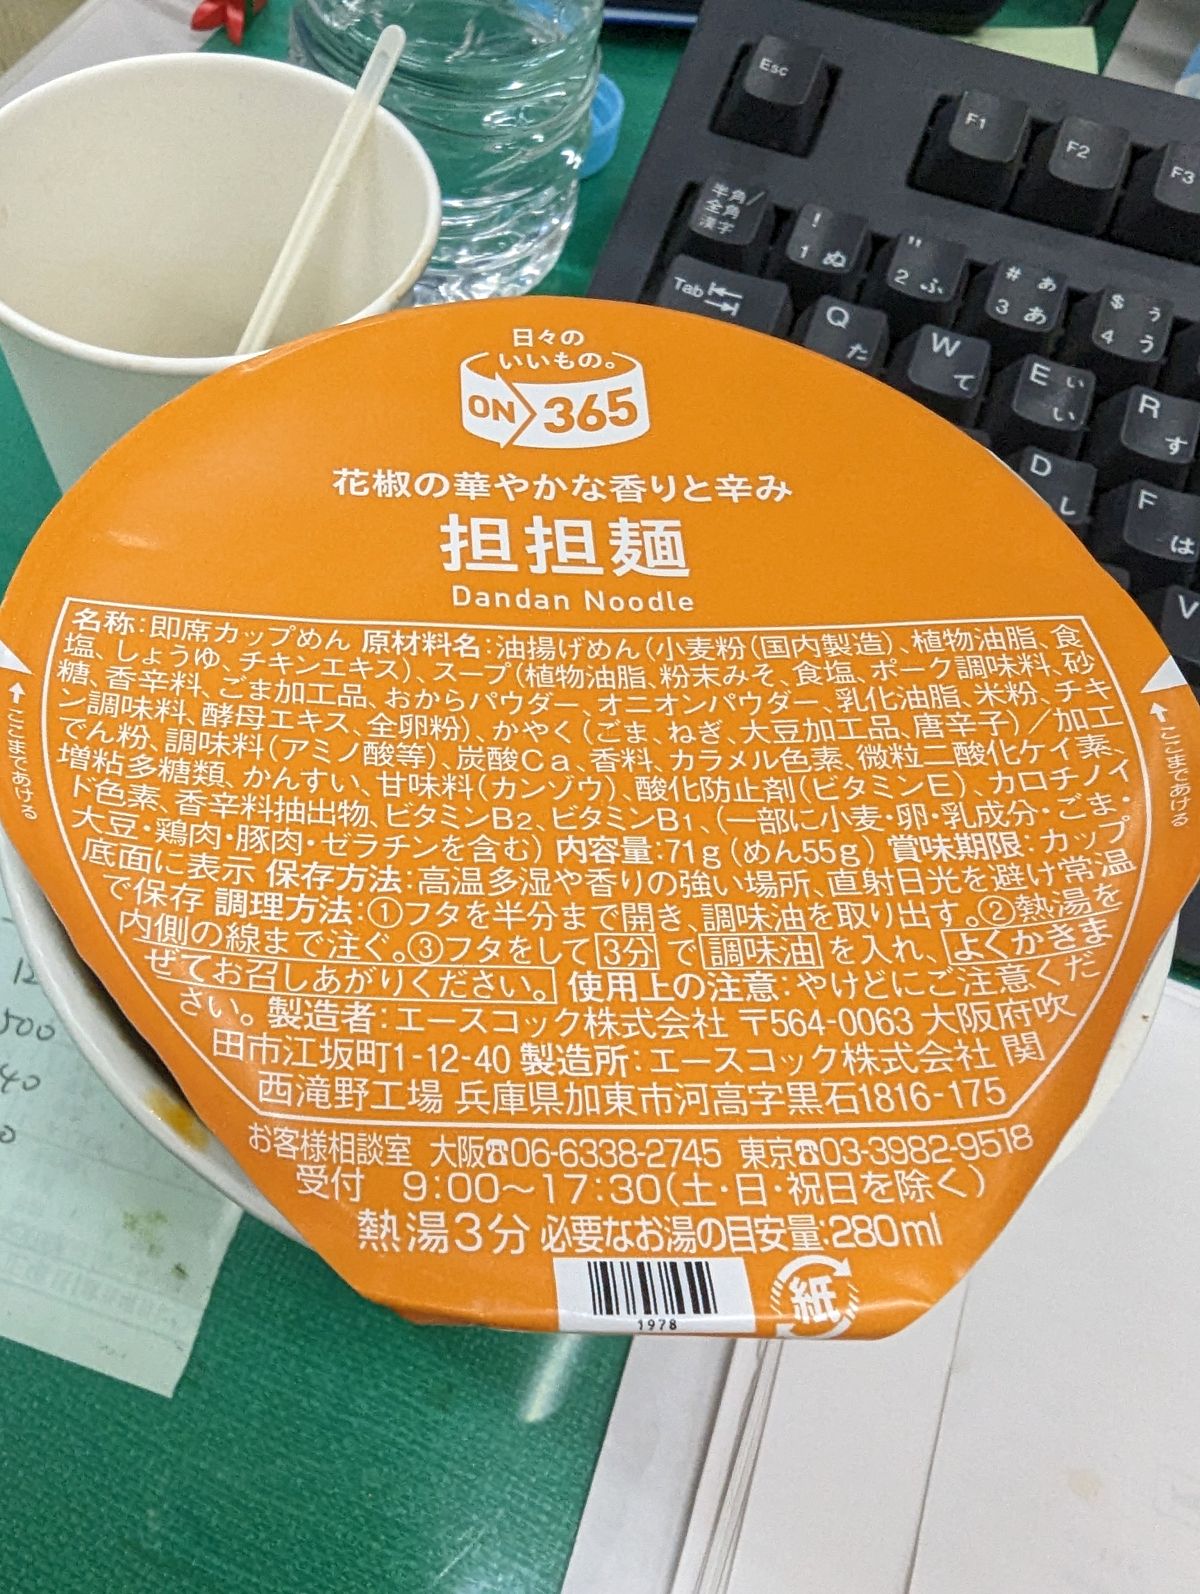 Esc
F1
F2
F3
半角/
全角
漢字
!
1 ぬ
"
2 ふ
# ぁ
3 あ
$ ぅ
4 う
Tab
Q
た
W
て
E ぃ
い
R
す
D
し
F
は
V
日々の
いいもの。
ON 365
花椒の華やかな香りと辛み
担担麺
Dandan Noodle
名称:即席カップめん 原材料名:油揚げめん(小麦粉(国内製造)、植物油脂、食
塩、しょうゆ、チキンエキス)、スープ(植物油脂、粉末みそ、食塩、ポーク調味料、砂
糖、香辛料、ごま加工品、おからパウダー、オニオンパウダー、乳化油脂、米粉、チキ
ン調味料、酵母エキス、全卵粉)、かやく(ごま、ねぎ、大豆加工品、唐辛子)/加工
でん粉、調味料(アミノ酸等)、炭酸Ca、香料、カラメル色素、微粒二酸化ケイ素、
増粘多糖類、かんすい、甘味料(カンゾウ)、酸化防止剤(ビタミンE)、カロチノイ
ド色素、香辛料抽出物、ビタミンB2、ビタミンB1、(一部に小麦・卵・乳成分・ごま・
大豆・鶏肉・豚肉・ゼラチンを含む) 内容量:71g(めん55g) 賞味期限:カップ
底面に表示 保存方法:高温多湿や香りの強い場所、直射日光を避け常温
で保存 調理方法:①フタを半分まで開き、調味油を取り出す。②熱湯を
内側の線まで注ぐ。③フタをして3分で調味油を入れ、よくかきま
ぜてお召しあがりください。 使用上の注意:やけどにご注意くだ
さい。 製造者:エースコック株式会社 〒564-0063 大阪府吹
田市江坂町1-12-40 製造所:エースコック株式会社 関
西滝野工場 兵庫県加東市河高字黒石1816-175
お客様相談室 大阪☎06-6338-2745 東京☎03-3982-9518
受付 9:00〜17:30(土・日・祝日を除く)
熱湯3分 必要なお湯の目安量:280ml
1978
紙
↑ここまであける
↑ここまであける
500
40